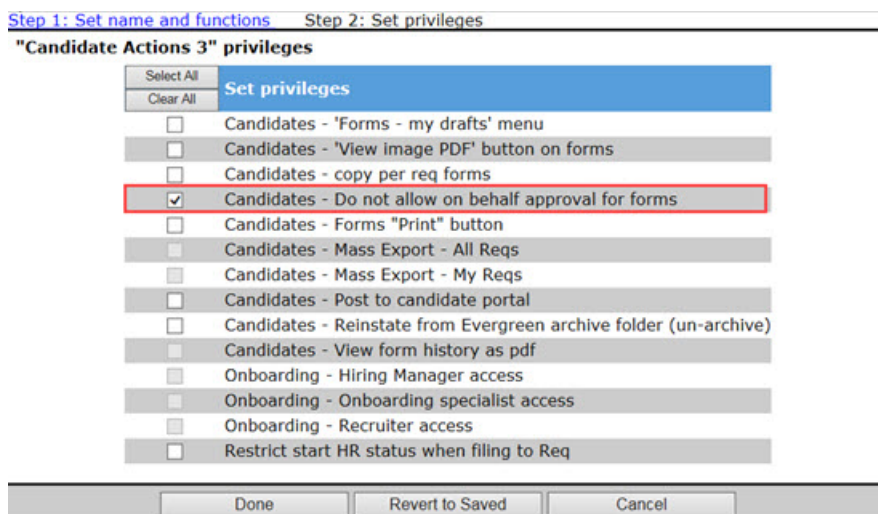 Step 1: Set name and functions Step 2: Set privileges
"Candidate Actions 3" privileges
Select All
Clear All
Set privileges
Candidates - 'Forms - my drafts' menu
Candidates - 'View image PDF' button on forms
Candidates - copy per req forms
Candidates - Do not allow on behalf approval for forms
Candidates - Forms "Print" button
Candidates - Mass Export - All Reqs
Candidates - Mass Export - My Reqs
Candidates - Post to candidate portal
Candidates - Reinstate from Evergreen archive folder (un-archive)
Candidates - View form history as pdf
Onboarding - Hiring Manager access
Onboarding - Onboarding specialist access
Onboarding - Recruiter access
Restrict start HR status when filing to Req
Done Revert to Saved Cancel